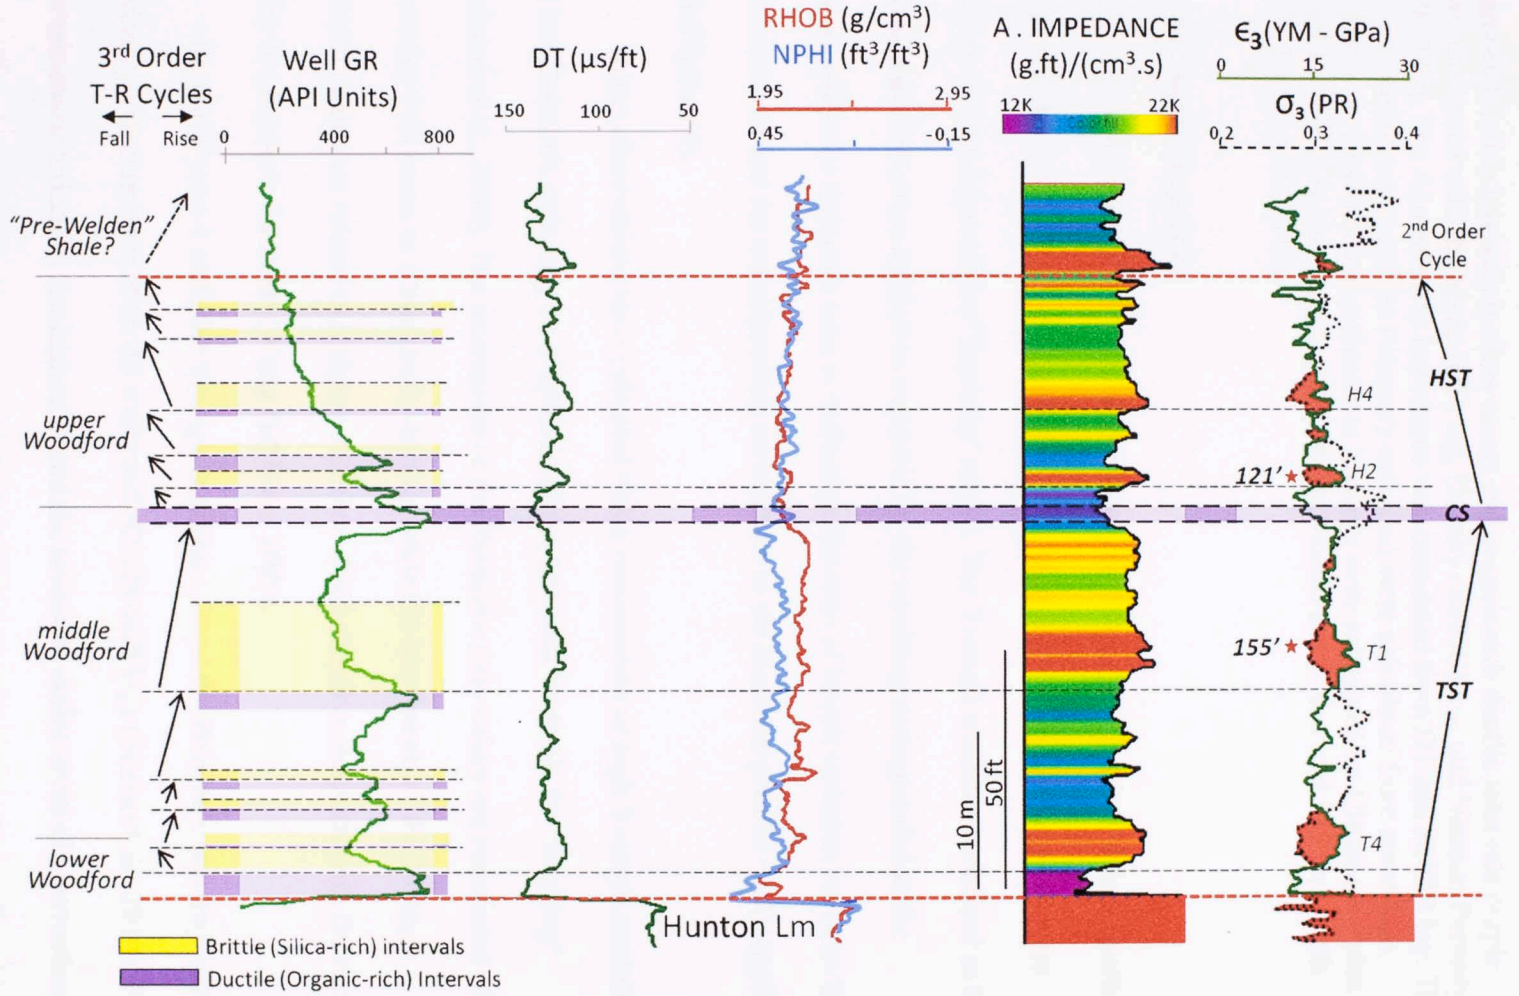 3rd Order
T-R Cycles
Fall Rise
Well GR
(API Units)
0 400 800
DT (µs/ft)
150 100 50
RHOB (g/cm³)
NPHI (ft³/ft³)
1.95 2.95
0.45 -0.15
A . IMPEDANCE
(g.ft)/(cm³.s)
12K 22K
ϵ3(YM - GPa)
0 15 30
σ3(PR)
0.2 0.3 0.4
"Pre-Welden"
Shale?
2nd Order
Cycle
HST
H4
upper
Woodford
121' H2
CS
middle
Woodford
155' T1
TST
10 m
50 ft
T4
lower
Woodford
Hunton Lm
Brittle (Silica-rich) intervals
Ductile (Organic-rich) Intervals